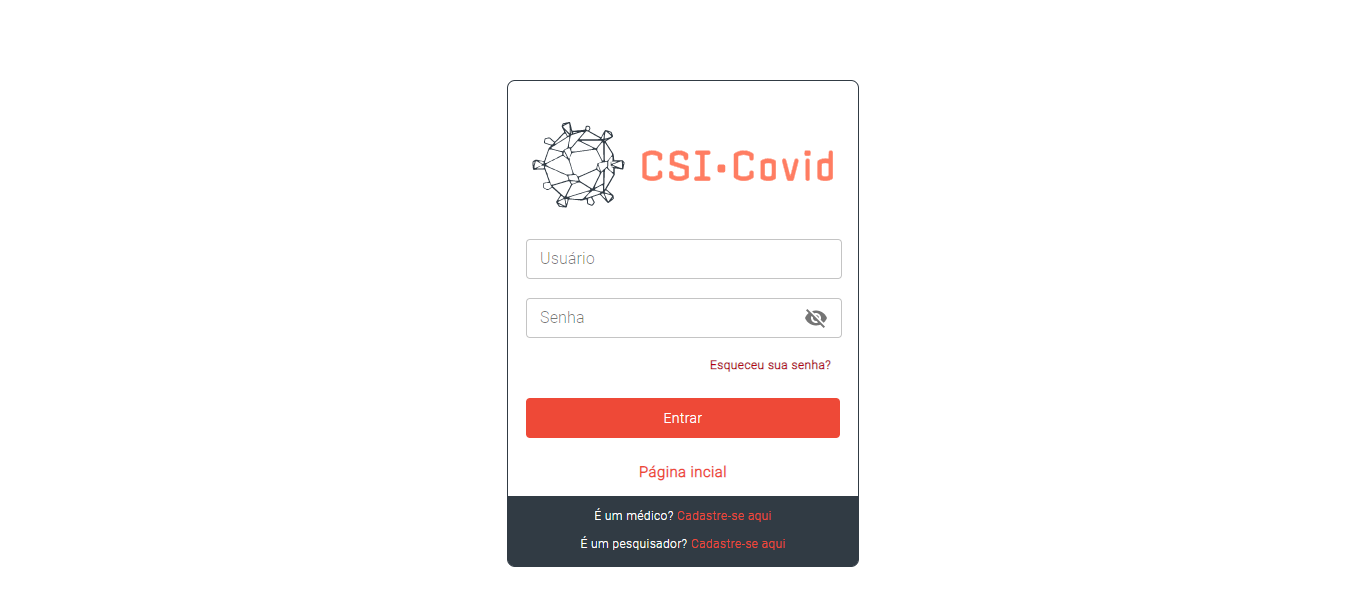 CSI•Covid
Usuário
Senha
Esqueceu sua senha?
Entrar
Página incial
É um médico? Cadastre-se aqui
É um pesquisador? Cadastre-se aqui